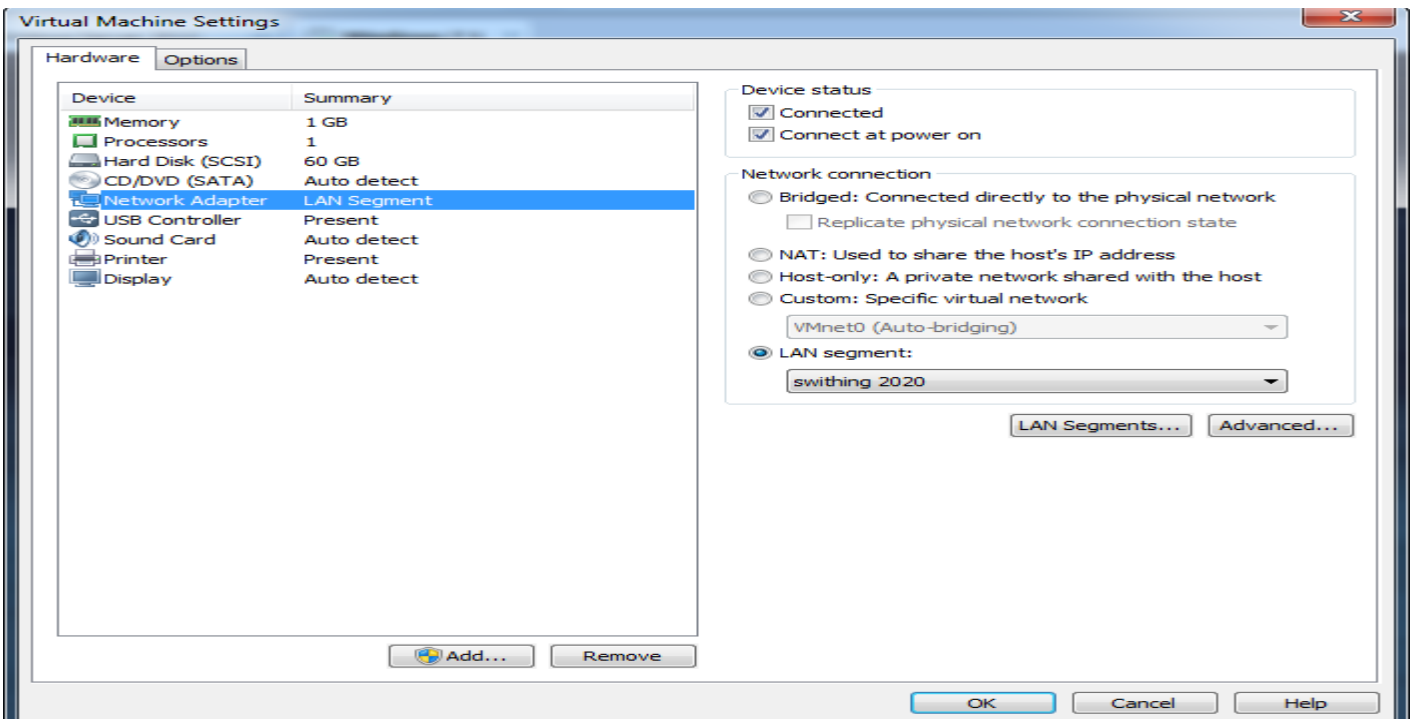 Virtual Machine Settings
Hardware
Options
Device Summary
Memory 1 GB
Processors 1
Hard Disk (SCSI) 60 GB
CD/DVD (SATA) Auto detect
Network Adapter LAN Segment
USB Controller Present
Sound Card Auto detect
Printer Present
Display Auto detect
Add...
Remove
Device status
Connected
Connect at power on
Network connection
Bridged: Connected directly to the physical network
Replicate physical network connection state
NAT: Used to share the host's IP address
Host-only: A private network shared with the host
Custom: Specific virtual network
VMnet0 (Auto-bridging)
LAN segment:
swithing 2020
LAN Segments...
Advanced...
OK
Cancel
Help